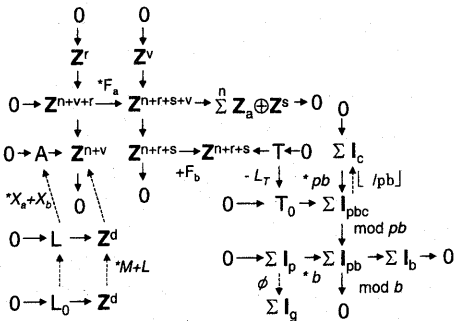 0 0
Z^r Z^v
*F_a
0 → Z^{n+v+r} → Z^{n+r+s+v} → Σ^n Z_a⊕Z^s → 0 0
0 → A → Z^{n+v} Z^{n+r+s} → Z^{n+r+s} ← T ← 0 Σ I_c
+F_b
*X_a+X_b 0 0 - L_T *pb ⌊ /pb⌋
0 → T_0 → Σ I_pbc
L → Z^d mod pb
*M+L 0 → Σ I_p → Σ I_pb → Σ I_b → 0
ϕ *b mod b
0 → L_0 → Z^d Σ I_g 0